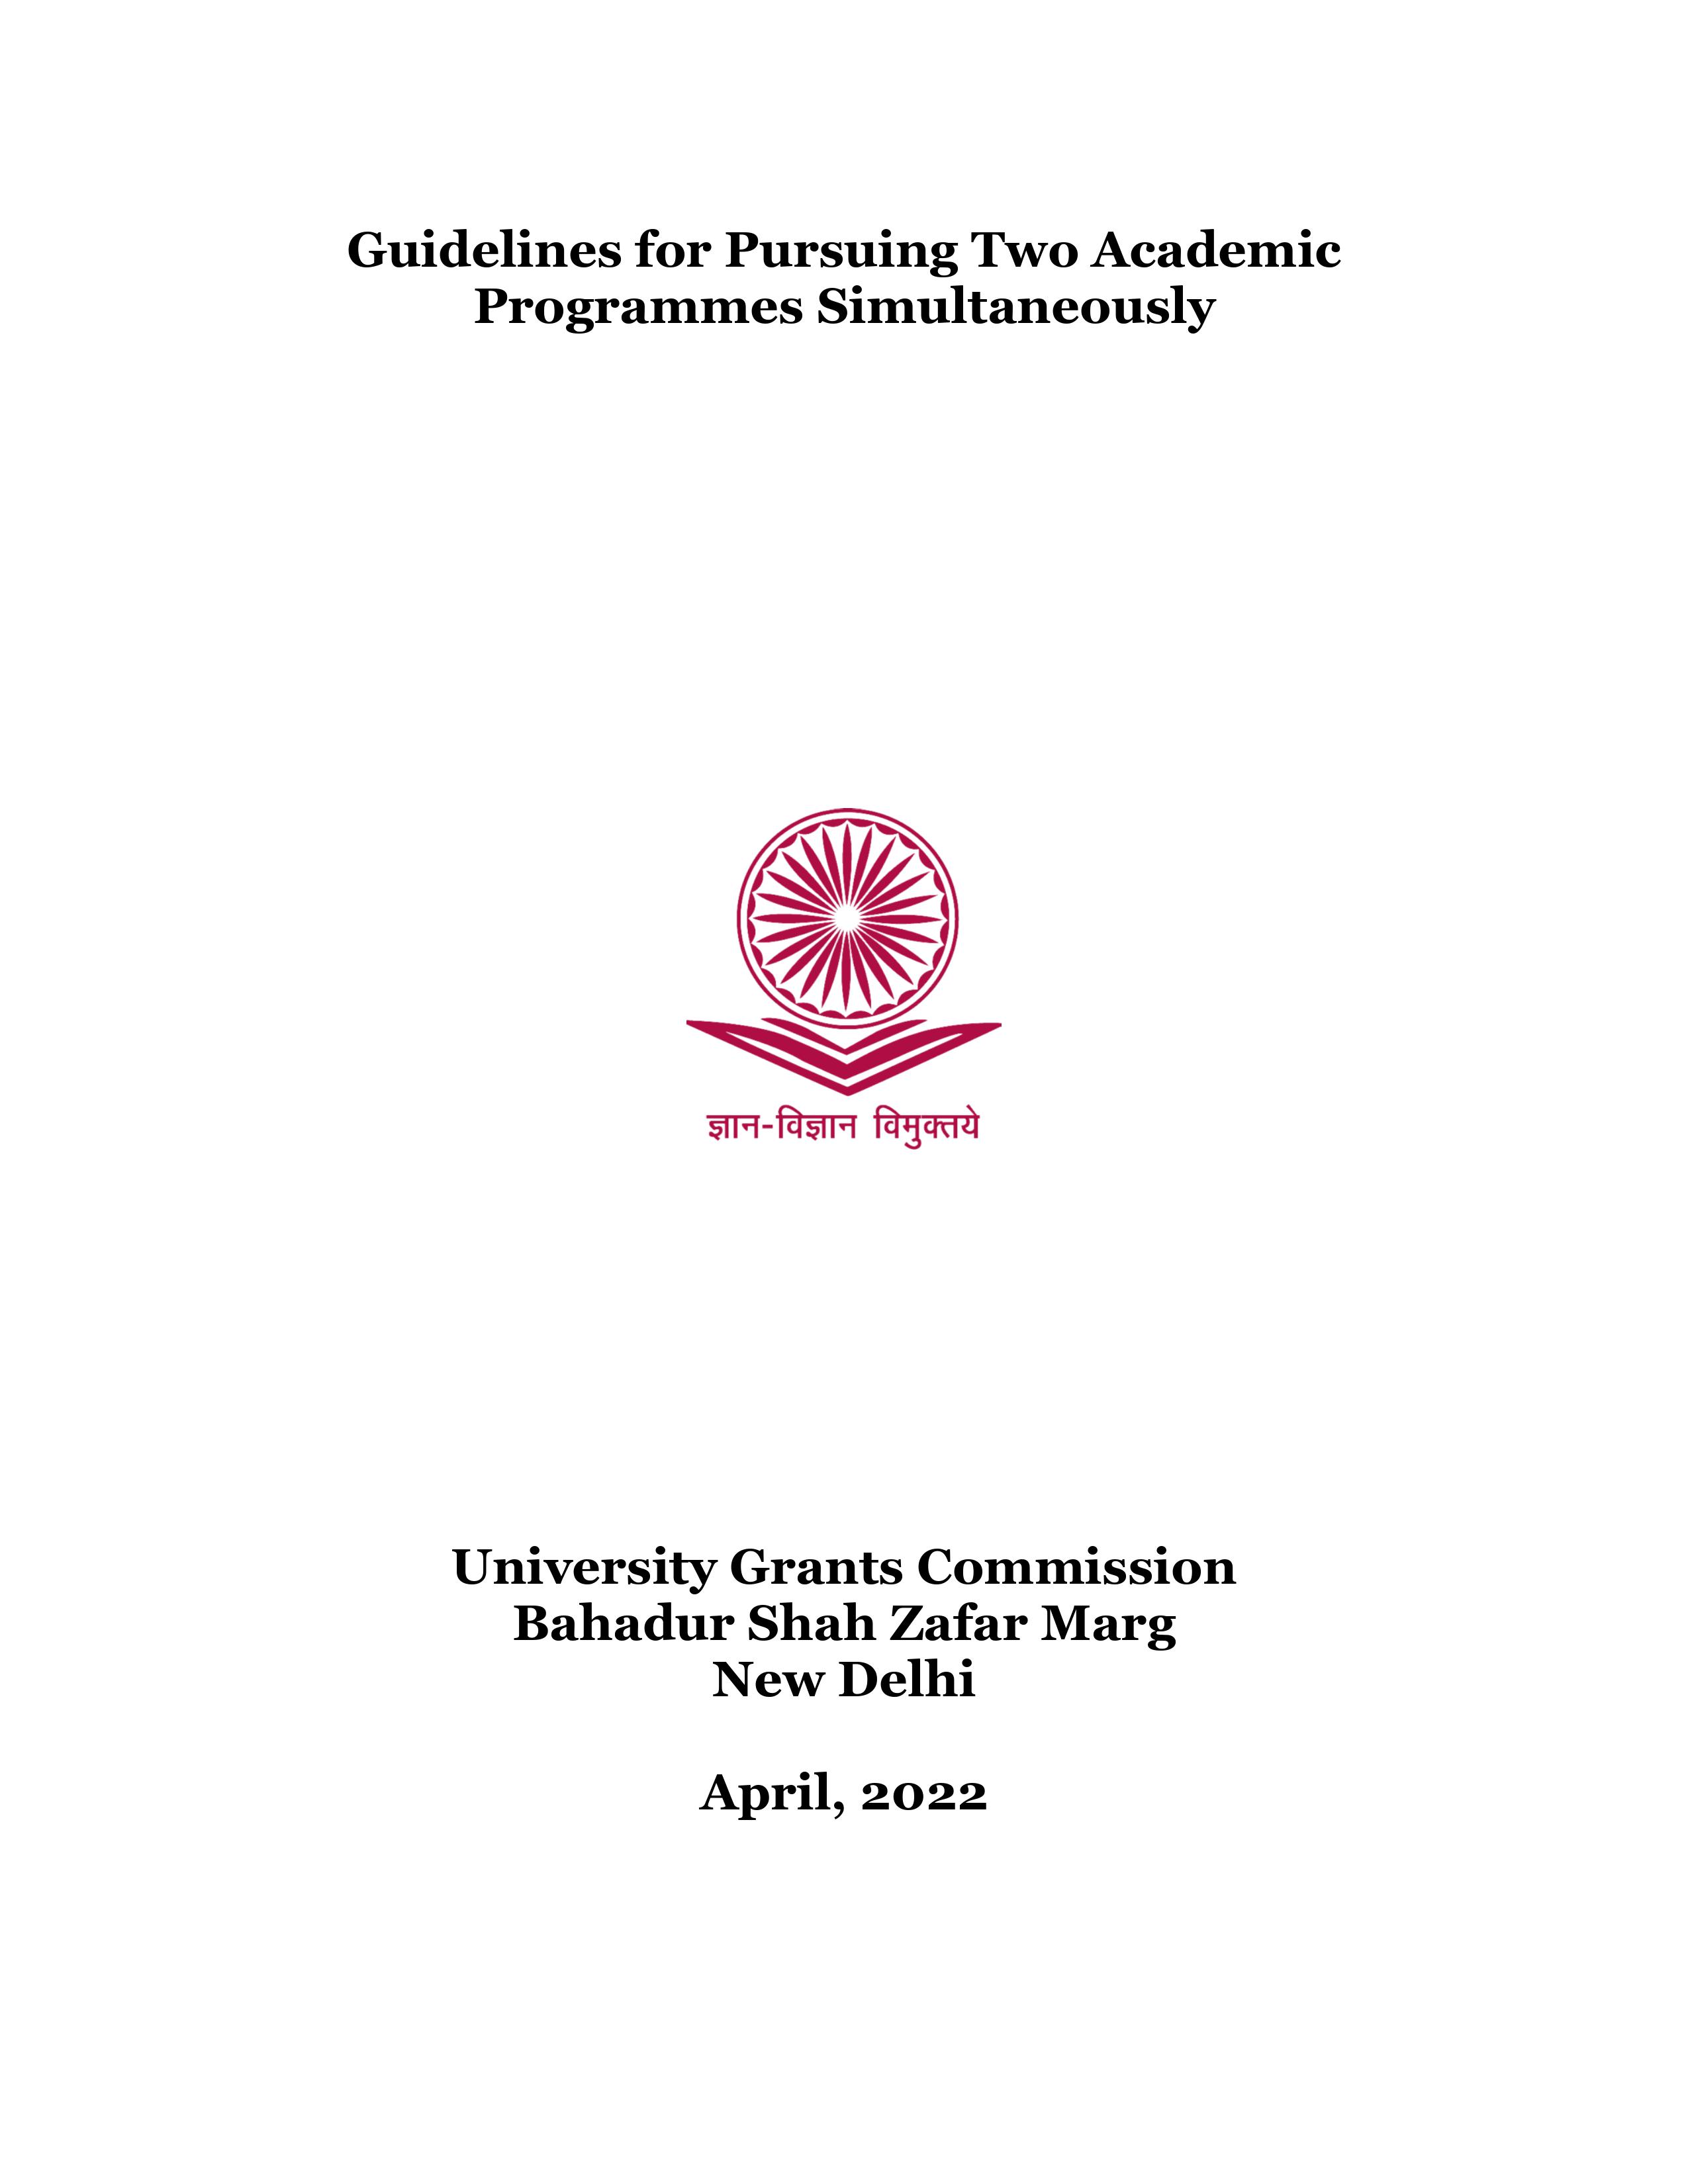 Guidelines for Pursuing Two Academic
Programmes Simultaneously
ज्ञान-विज्ञान विमुक्तये
University Grants Commission
Bahadur Shah Zafar Marg
New Delhi
April, 2022